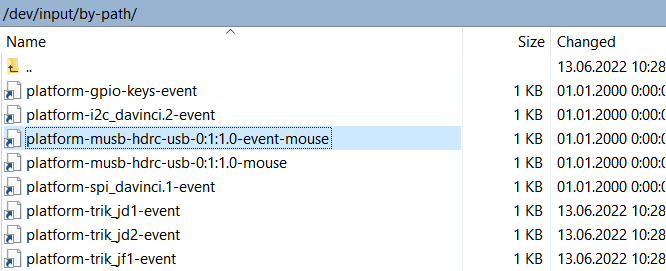 /dev/input/by-path/
Name Size Changed
.. 13.06.2022 10:28
platform-gpio-keys-event 1 KB 01.01.2000 0:00:0
platform-i2c_davinci.2-event 1 KB 01.01.2000 0:00:0
platform-musb-hdrc-usb-0:1:1.0-event-mouse 1 KB 01.01.2000 0:00:0
platform-musb-hdrc-usb-0:1:1.0-mouse 1 KB 01.01.2000 0:00:0
platform-spi_davinci.1-event 1 KB 01.01.2000 0:00:0
platform-trik_jd1-event 1 KB 13.06.2022 10:28
platform-trik_jd2-event 1 KB 13.06.2022 10:28
platform-trik_jf1-event 1 KB 13.06.2022 10:28